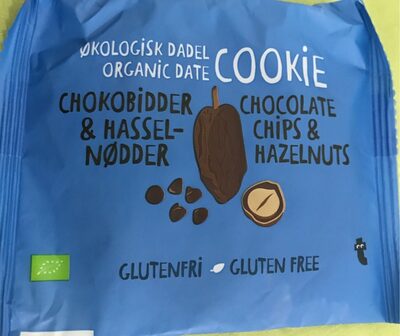 ØKOLOGISK DADEL
ORGANIC DATE
COOKiE
CHOKOBIDDER
& HASSEL-
NØDDER
CHOCOLATE
CHIPS &
HAZELNUTS
GLUTENFRi
GLUTEN FREE